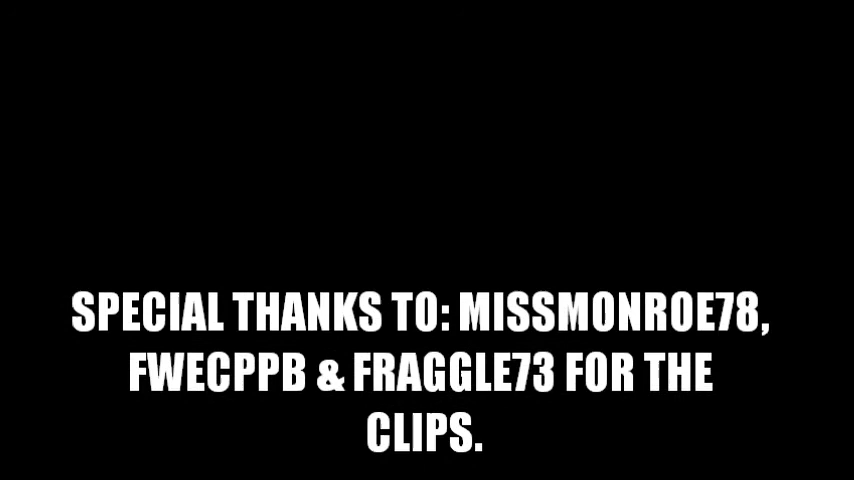 SPECIAL THANKS TO: MISSMONROE78,
FWECPPB & FRAGGLE73 FOR THE
CLIPS.